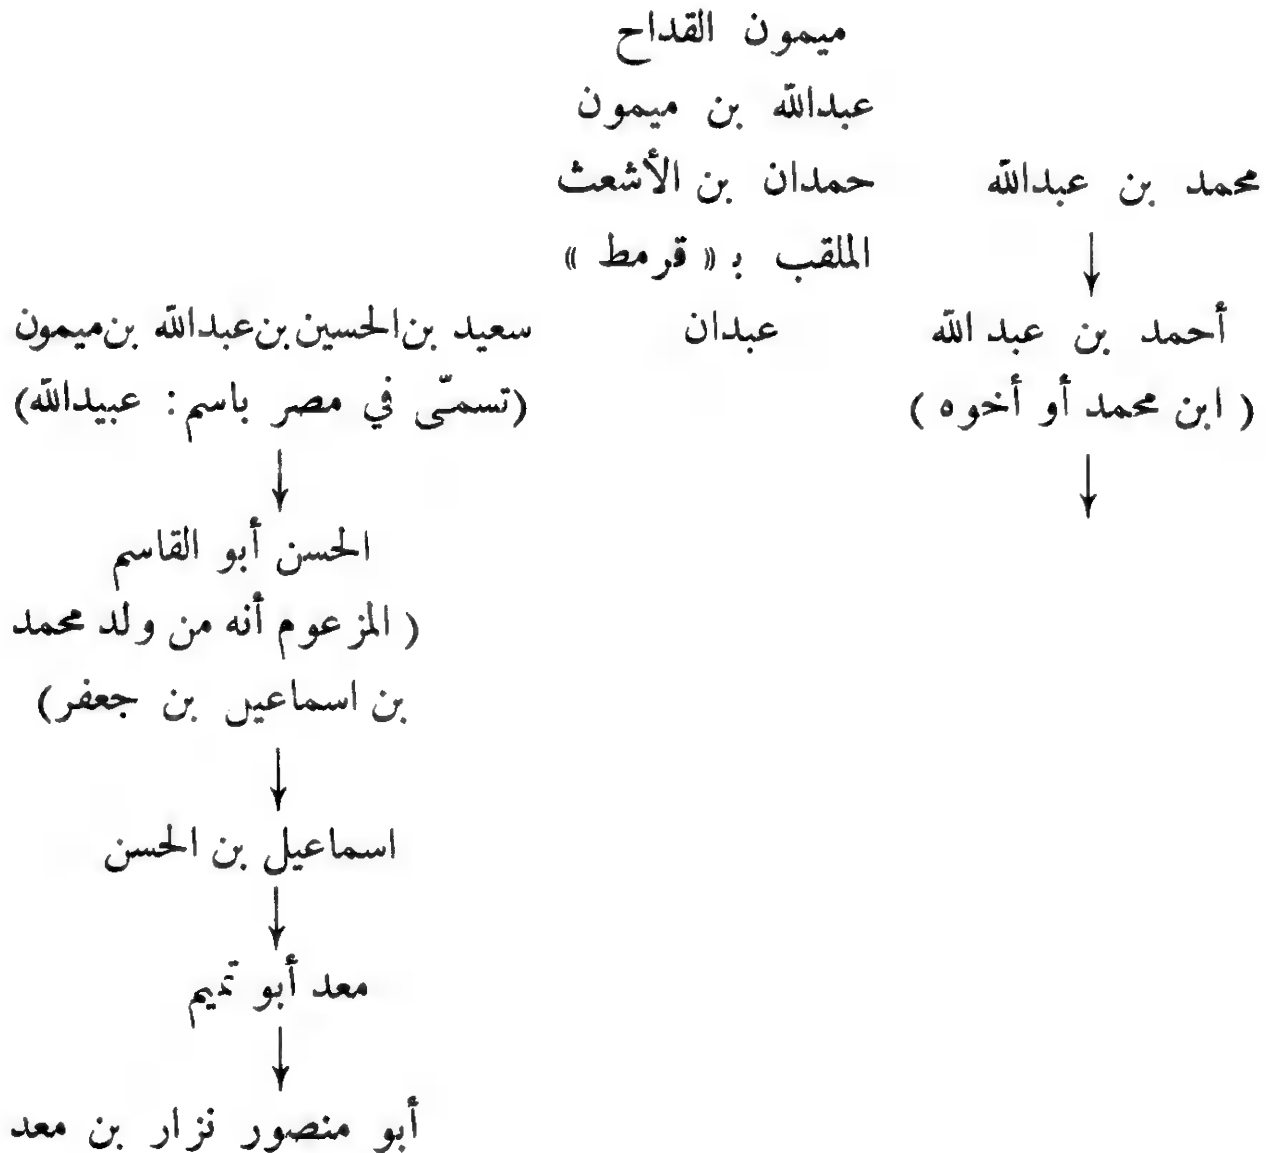 ميمون القداح
عبدالله بن ميمون
محمد بن عبدالله
حمدان بن الأشعث
الملقب بـ « قرمط »
أحمد بن عبد الله
( ابن محمد أو أخوه )
عبدان
سعيد بن الحسين بن عبدالله بن ميمون
(تسمّى في مصر باسم : عبيدالله)
الحسن أبو القاسم
( المزعوم أنه من ولد محمد
بن اسماعيل بن جعفر)
اسماعيل بن الحسن
معد أبو تميم
أبو منصور نزار بن معد